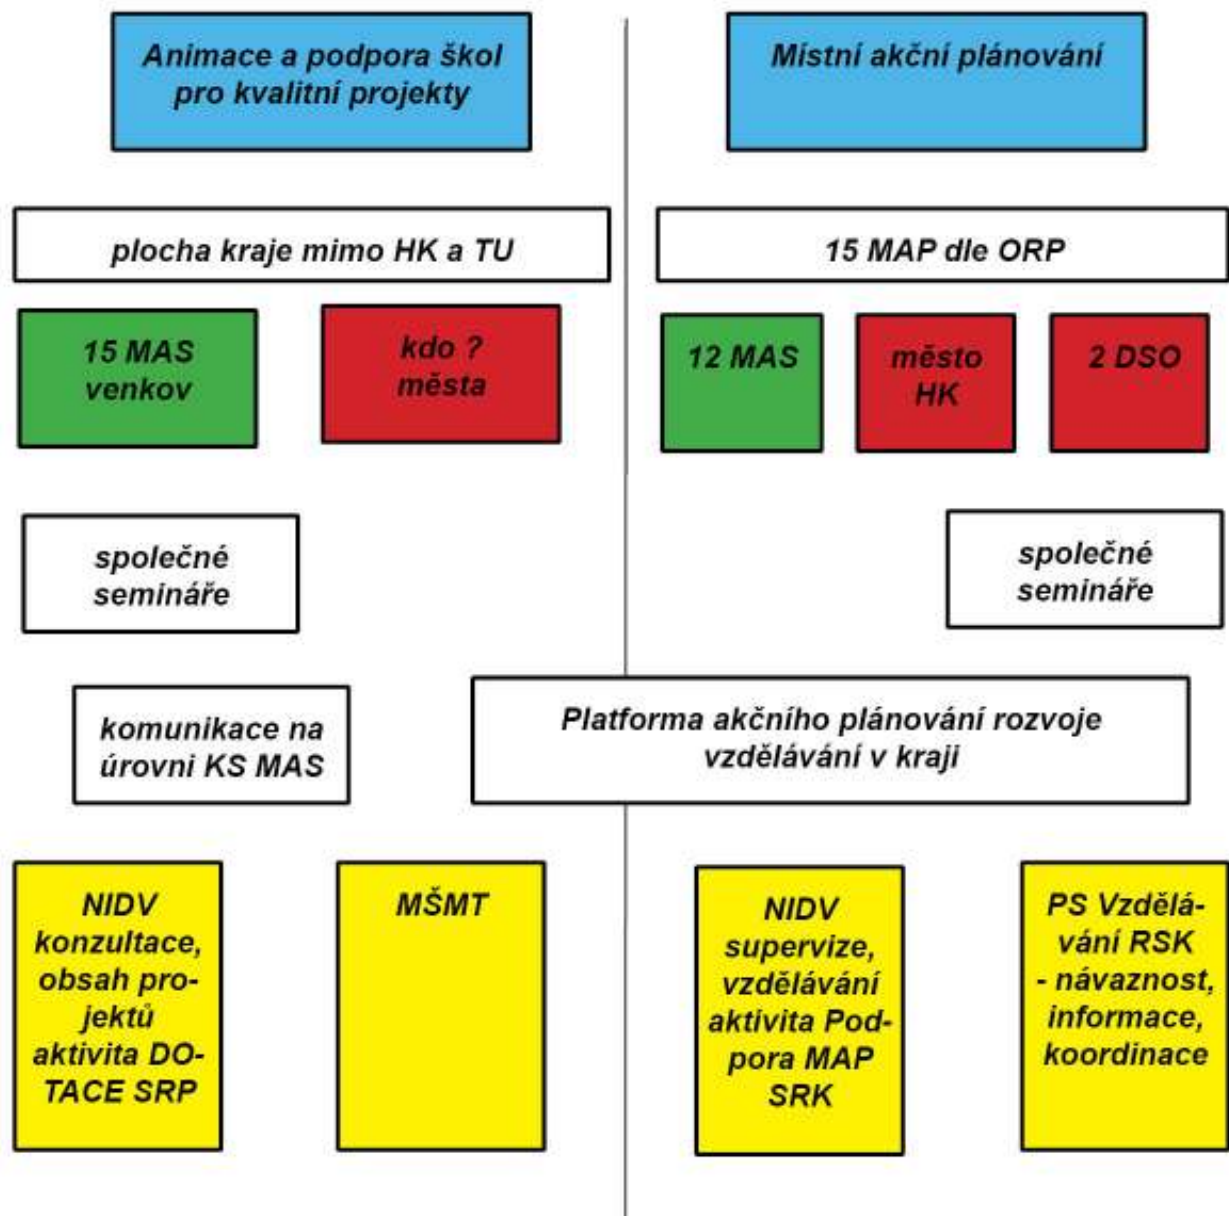 Animace a podpora škol
pro kvalitní projekty
Místní akční plánování
plocha kraje mimo HK a TU
15 MAP dle ORP
15 MAS
venkov
kdo ?
města
12 MAS
město
HK
2 DSO
společné
semináře
společné
semináře
komunikace na
úrovni KS MAS
Platforma akčního plánování rozvoje
vzdělávání v kraji
NIDV
konzultace,
obsah pro-
jektů
aktivita DO-
TACE SRP
MŠMT
NIDV
supervize,
vzdělávání
aktivita Pod-
pora MAP
SRK
PS Vzdělá-
vání RSK
- návaznost,
informace,
koordinace